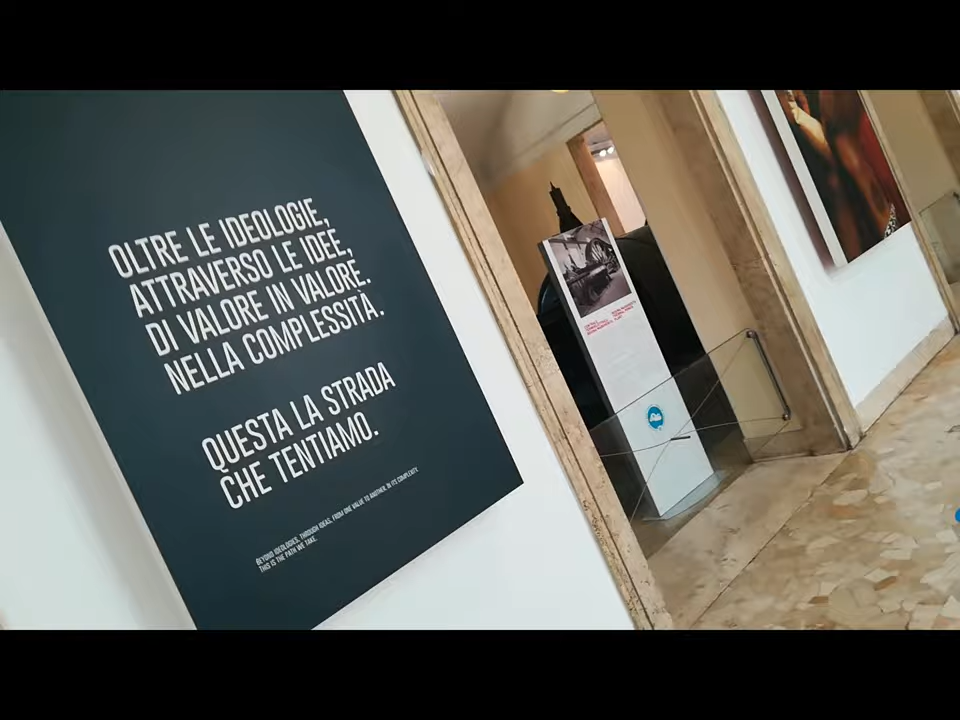 OLTRE LE IDEOLOGIE,
ATTRAVERSO LE IDEE,
DI VALORE IN VALORE.
NELLA COMPLESSITÀ.
QUESTA LA STRADA
CHE TENTIAMO.
BEYOND IDEOLOGIES, THROUGH IDEAS, FROM ONE VALUE TO ANOTHER, IN ITS COMPLEXITY.
THIS IS THE PATH WE TAKE.